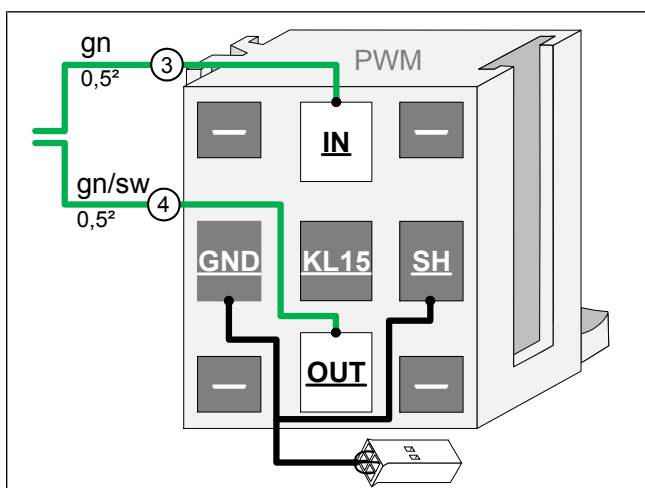 PWM
gn
3
0,5²
— IN —
gn/sw
4
0,5²
GND KL15 SH
— OUT —